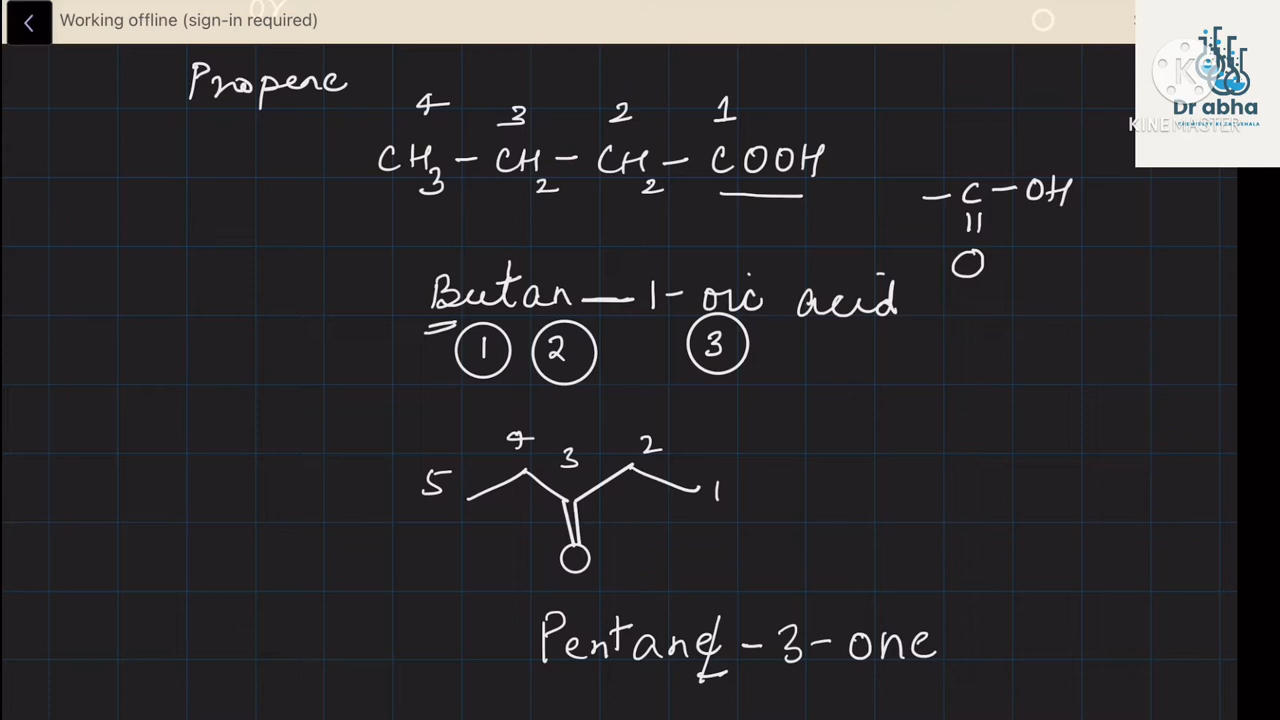 Working offline (sign-in required)
Propene
4 3 2 1
CH3 - CH2 - CH2 - COOH
- C - OH
O
Butan — 1 - oic acid
1 2 3
5 4 3 2 1
O
Pentane - 3 - one
Dr abha
KINEMASTER